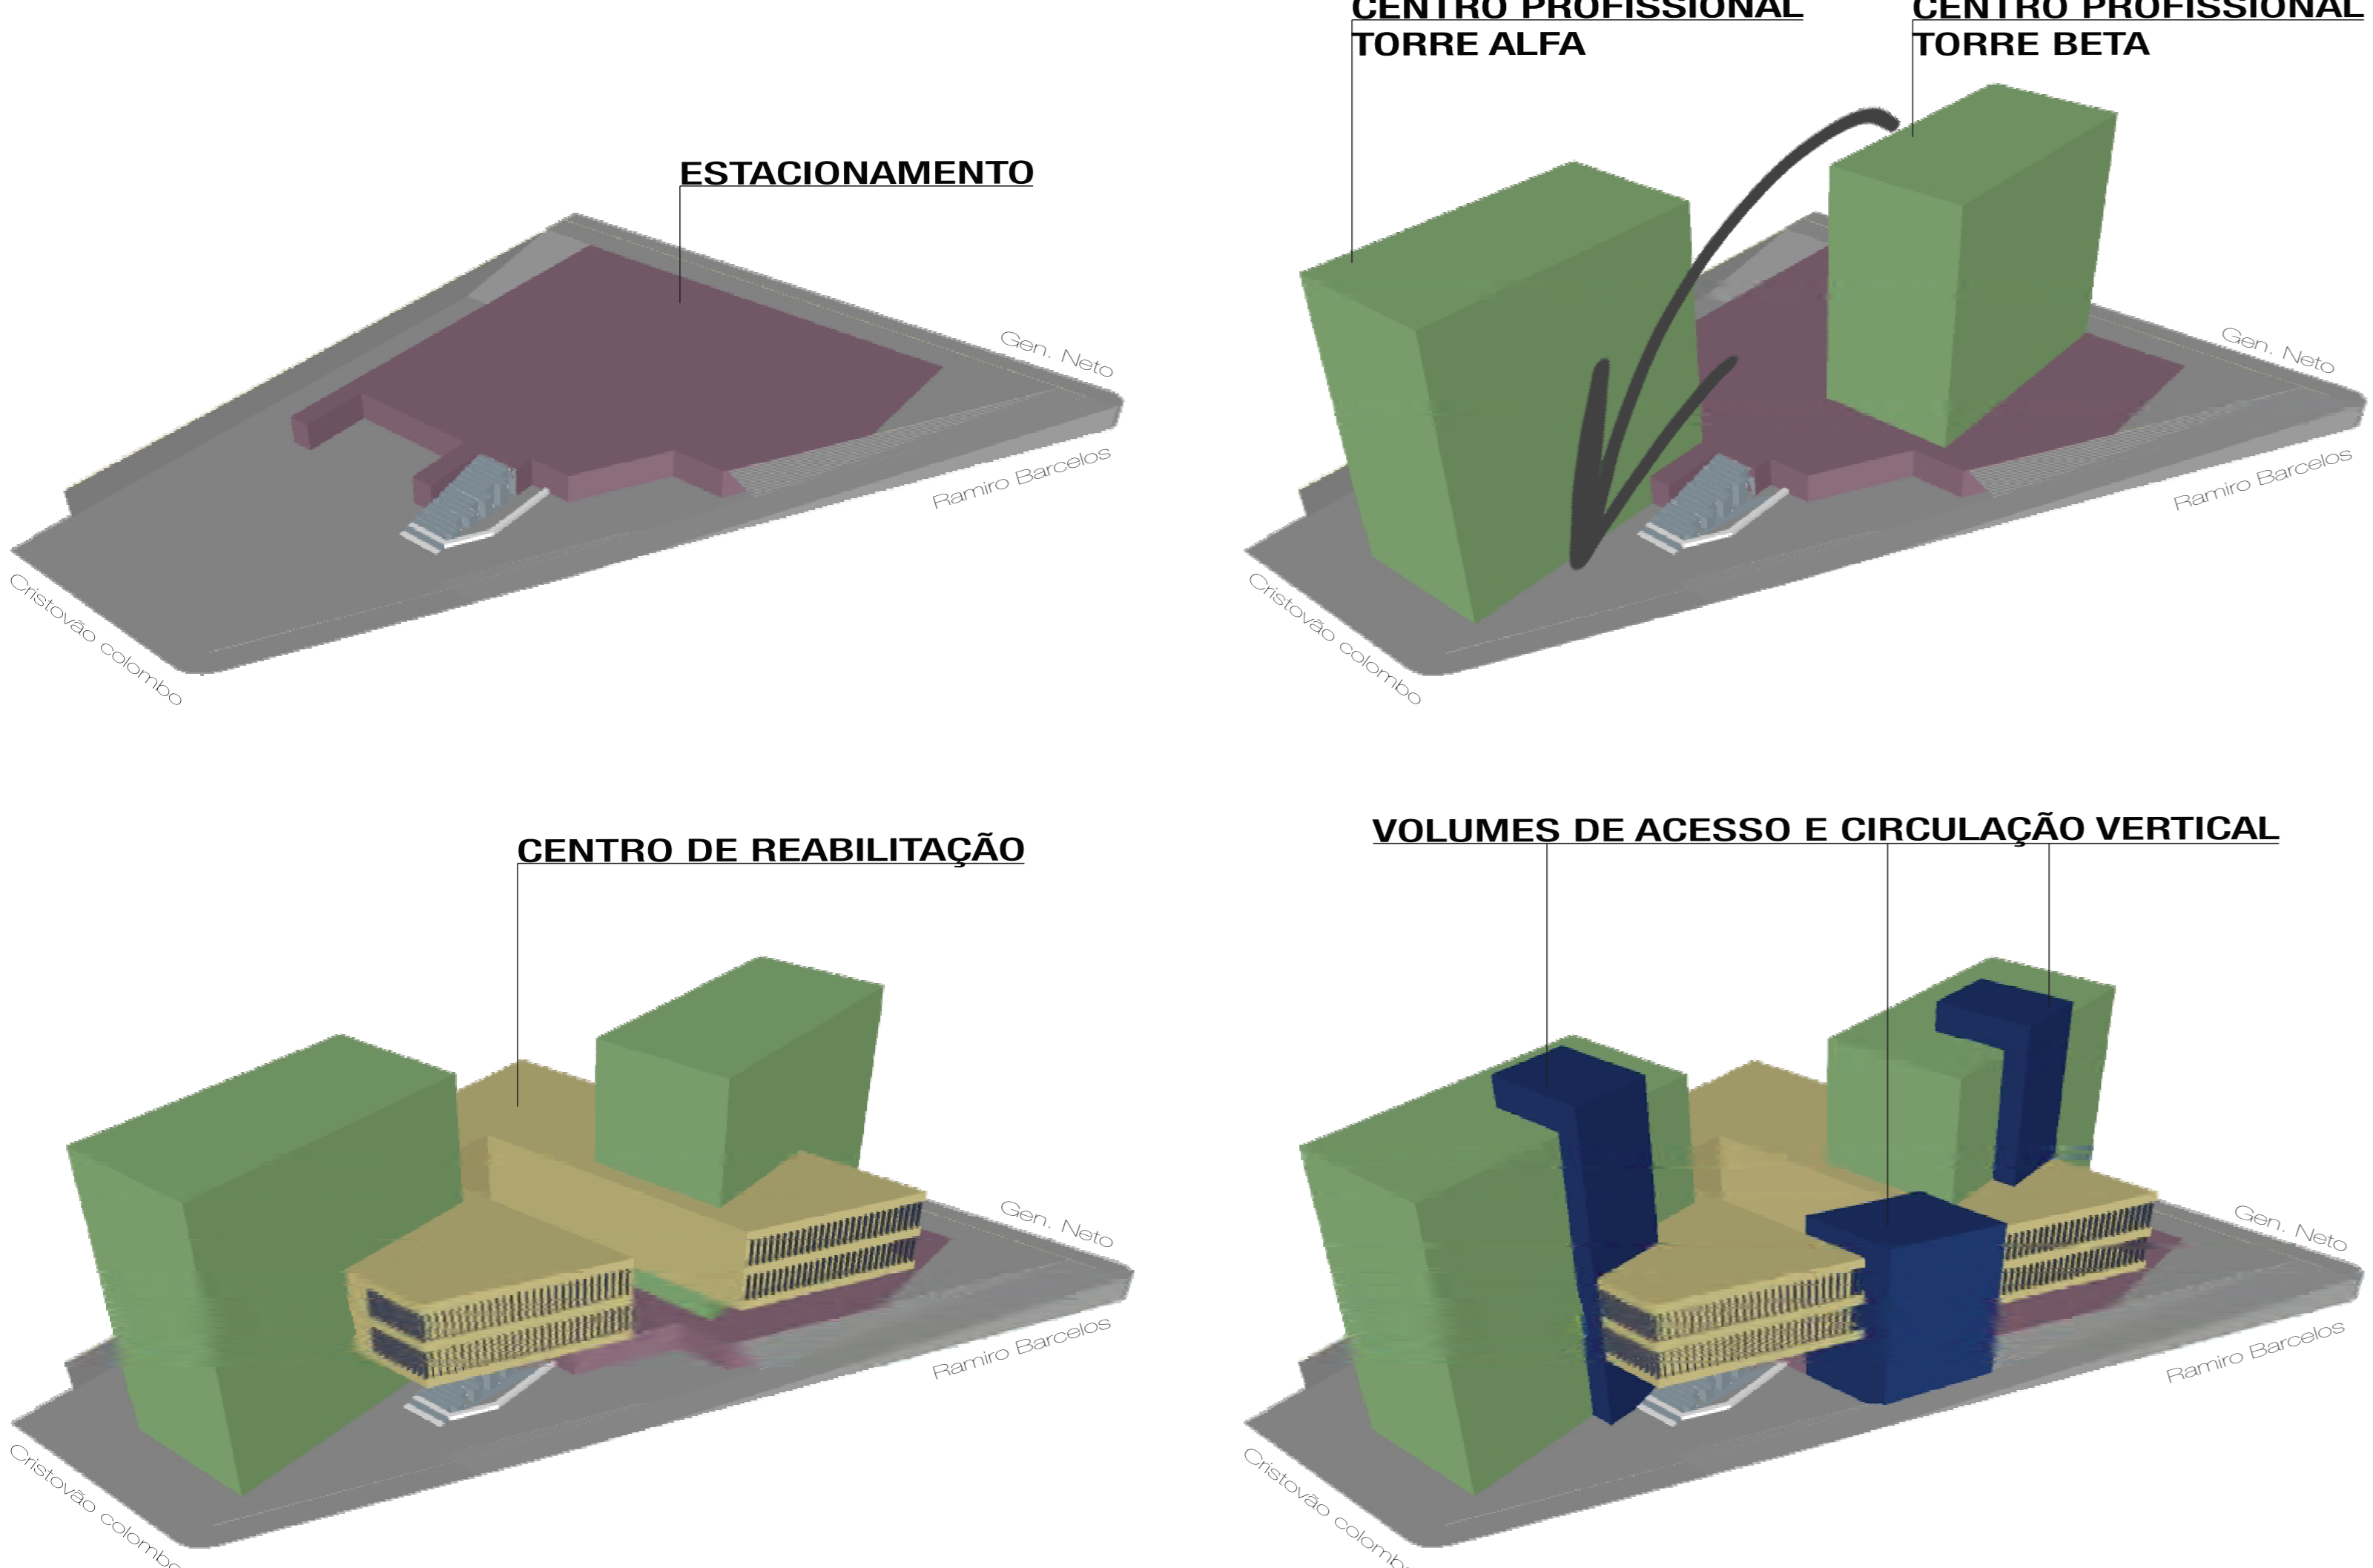 ESTACIONAMENTO
Gen. Neto
Ramiro Barcelos
Cristovão colombo
CENTRO PROFISSIONAL
TORRE ALFA
CENTRO PROFISSIONAL
TORRE BETA
Gen. Neto
Ramiro Barcelos
Cristovão colombo
CENTRO DE REABILITAÇÃO
Gen. Neto
Ramiro Barcelos
Cristovão colombo
VOLUMES DE ACESSO E CIRCULAÇÃO VERTICAL
Gen. Neto
Ramiro Barcelos
Cristovão colombo